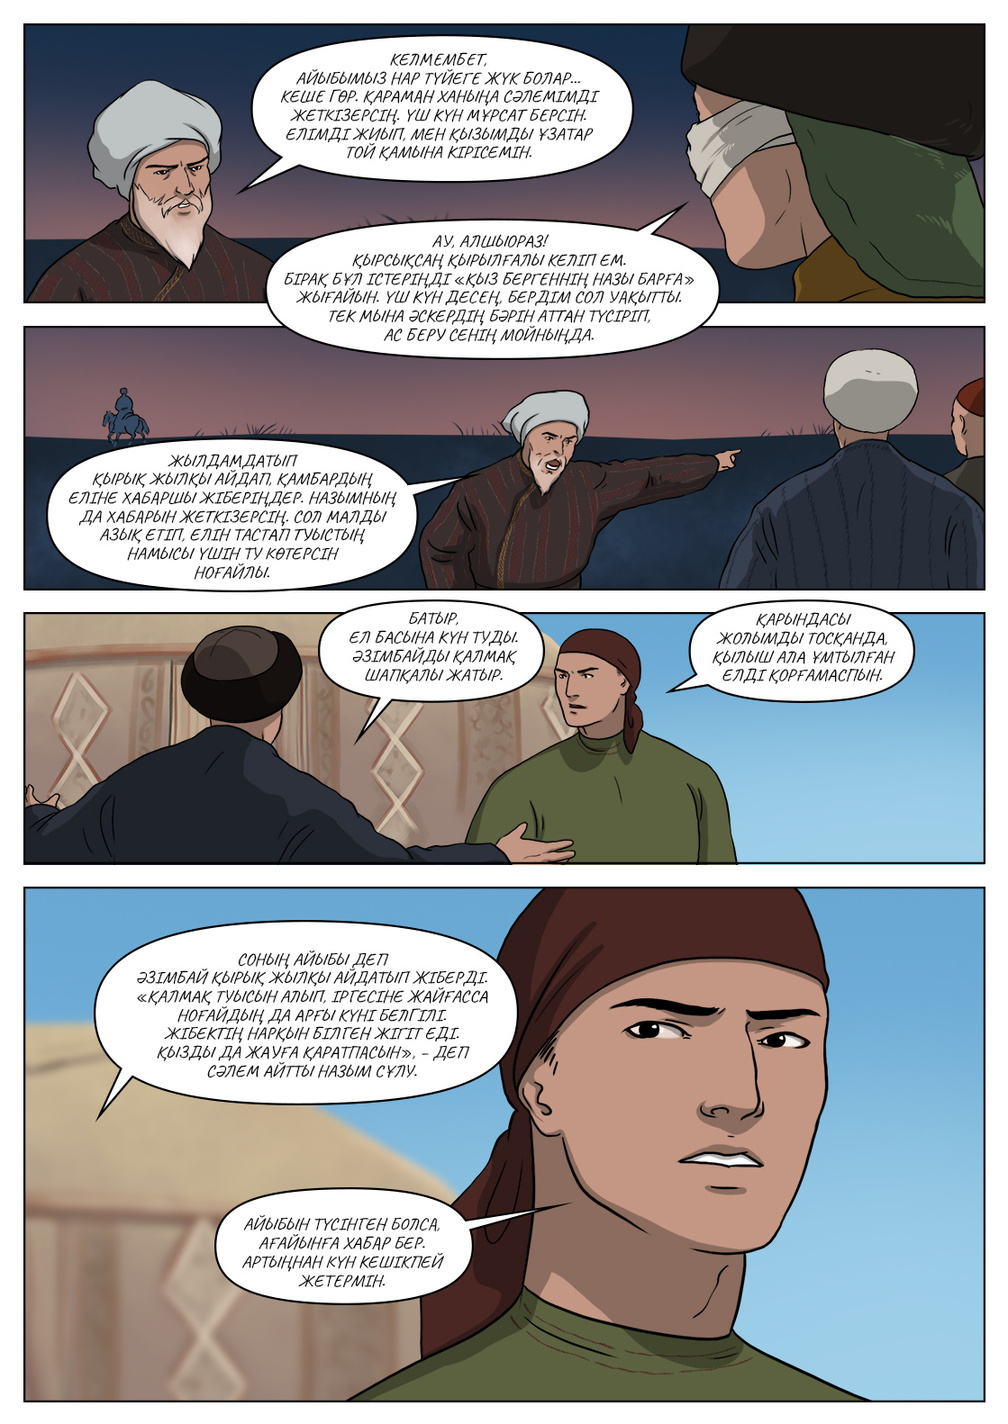 КЕЛМЕМБЕТ,
АЙЫБЫМЫЗ НАР ТҮЙЕГЕ ЖҮК БОЛАР...
КЕШЕ ГӨР. ҚАРАМАН ХАНЫҢА СӘЛЕМІМДІ
ЖЕТКІЗЕРСІҢ. ҮШ КҮН МҰРСАТ БЕРСІН.
ЕЛІМДІ ЖИЫП, МЕН ҚЫЗЫМДЫ ҰЗАТАР
ТОЙ ҚАМЫНА КІРІСЕМІН.
АУ, АЛШЫОРАЗ!
ҚЫРСЫҚСАҢ ҚЫРЫЛҒАЛЫ КЕЛІП ЕМ.
БІРАҚ БҰЛ ІСТЕРІҢДІ «ҚЫЗ БЕРГЕННІҢ НАЗЫ БАРҒА»
ЖЫҒАЙЫН. ҮШ КҮН ДЕСЕҢ, БЕРДІМ СОЛ УАҚЫТТЫ.
ТЕК МЫНА ӘСКЕРДІҢ БӘРІН АТТАН ТҮСІРІП,
АС БЕРУ СЕНІҢ МОЙНЫҢДА.
ЖЫЛДАМДАТЫП
ҚЫРЫҚ ЖЫЛҚЫ АЙДАП, ҚАМБАРДЫҢ
ЕЛІНЕ ХАБАРШЫ ЖІБЕРІҢДЕР. НАЗЫМНЫҢ
ДА ХАБАРЫН ЖЕТКІЗЕРСІҢ. СОЛ МАЛДЫ
АЗЫҚ ЕТІП, ЕЛІН ТАСТАП ТУЫСТЫҢ
НАМЫСЫ ҮШІН ТУ КӨТЕРСІН
НОҒАЙЛЫ.
БАТЫР,
ЕЛ БАСЫНА КҮН ТУДЫ.
ӘЗІМБАЙДЫ ҚАЛМАҚ
ШАПҚАЛЫ ЖАТЫР.
ҚАРЫНДАСЫ
ЖОЛЫМДЫ ТОСҚАНДА,
ҚЫЛЫШ АЛА ҰМТЫЛҒАН
ЕЛДІ ҚОРҒАМАСПЫН.
СОНЫҢ АЙЫБЫ ДЕП
ӘЗІМБАЙ ҚЫРЫҚ ЖЫЛҚЫ АЙДАТЫП ЖІБЕРДІ.
«ҚАЛМАҚ ТУЫСЫН АЛЫП, ІРГЕСІНЕ ЖАЙҒАССА
НОҒАЙДЫҢ ДА АРҒЫ КҮНІ БЕЛГІЛІ.
ЖІБЕКТІҢ НАРҚЫН БІЛГЕН ЖІГІТ ЕДІ.
ҚЫЗДЫ ДА ЖАУҒА ҚАРАТПАСЫН», – ДЕП
СӘЛЕМ АЙТТЫ НАЗЫМ СҰЛУ.
АЙЫБЫН ТҮСІНГЕН БОЛСА,
АҒАЙЫНҒА ХАБАР БЕР.
АРТЫҢНАН КҮН КЕШІКПЕЙ
ЖЕТЕРМІН.